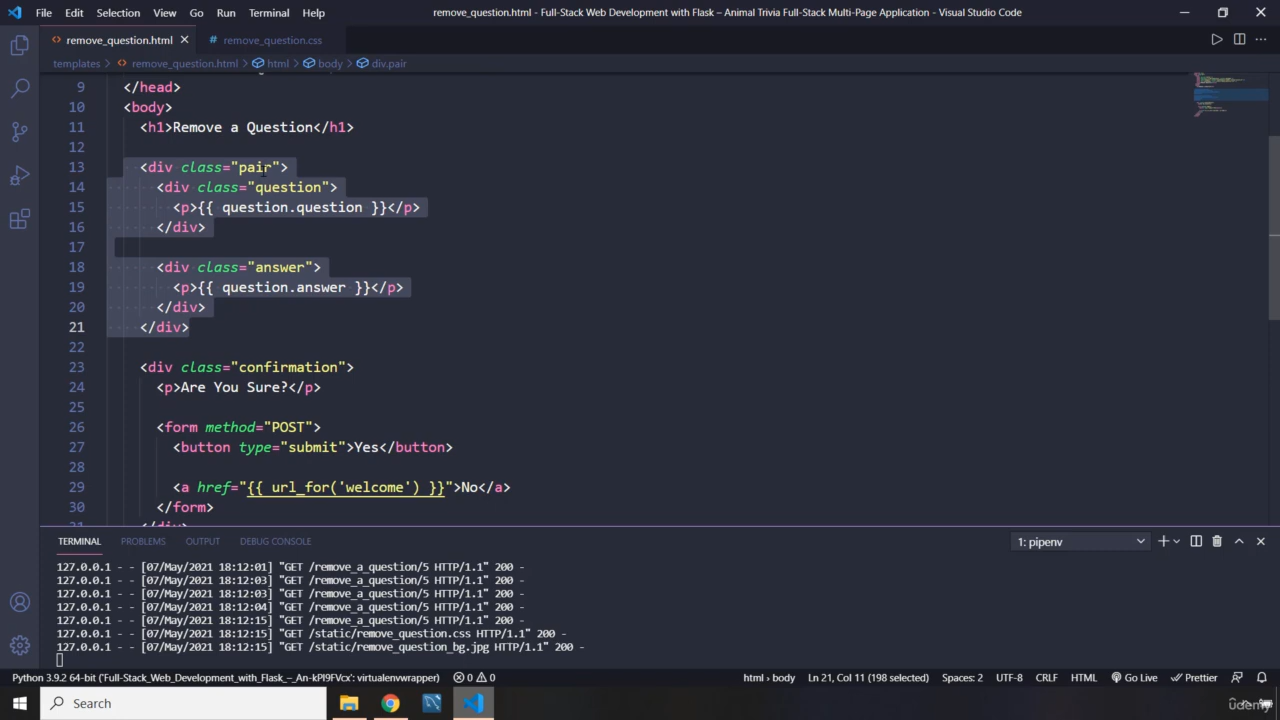 File Edit Selection View Go Run Terminal Help remove_question.html - Full-Stack Web Development with Flask – Animal Trivia Full-Stack Multi-Page Application - Visual Studio Code
remove_question.html # remove_question.css
templates > remove_question.html > html > body > div.pair
9 </head>
10 <body>
11 <h1>Remove a Question</h1>
12
13 <div class="pair">
14 <div class="question">
15 <p>{{ question.question }}</p>
16 </div>
17
18 <div class="answer">
19 <p>{{ question.answer }}</p>
20 </div>
21 </div>
22
23 <div class="confirmation">
24 <p>Are You Sure?</p>
25
26 <form method="POST">
27 <button type="submit">Yes</button>
28
29 <a href="{{ url_for('welcome') }}">No</a>
30 </form>
31 </div>
TERMINAL PROBLEMS OUTPUT DEBUG CONSOLE 1: pipenv
127.0.0.1 - - [07/May/2021 18:12:01] "GET /remove_a_question/5 HTTP/1.1" 200 -
127.0.0.1 - - [07/May/2021 18:12:03] "GET /remove_a_question/5 HTTP/1.1" 200 -
127.0.0.1 - - [07/May/2021 18:12:03] "GET /remove_a_question/5 HTTP/1.1" 200 -
127.0.0.1 - - [07/May/2021 18:12:04] "GET /remove_a_question/5 HTTP/1.1" 200 -
127.0.0.1 - - [07/May/2021 18:12:15] "GET /remove_a_question/5 HTTP/1.1" 200 -
127.0.0.1 - - [07/May/2021 18:12:15] "GET /static/remove_question.css HTTP/1.1" 200 -
127.0.0.1 - - [07/May/2021 18:12:15] "GET /static/remove_question_bg.jpg HTTP/1.1" 200 -
Python 3.9.2 64-bit ('Full-Stack_Web_Development_with_Flask_–_An-kPI9FVcx': virtualenvwrapper) 0 0 html › body Ln 21, Col 11 (198 selected) Spaces: 2 UTF-8 CRLF HTML Go Live Prettier
Search
udemy